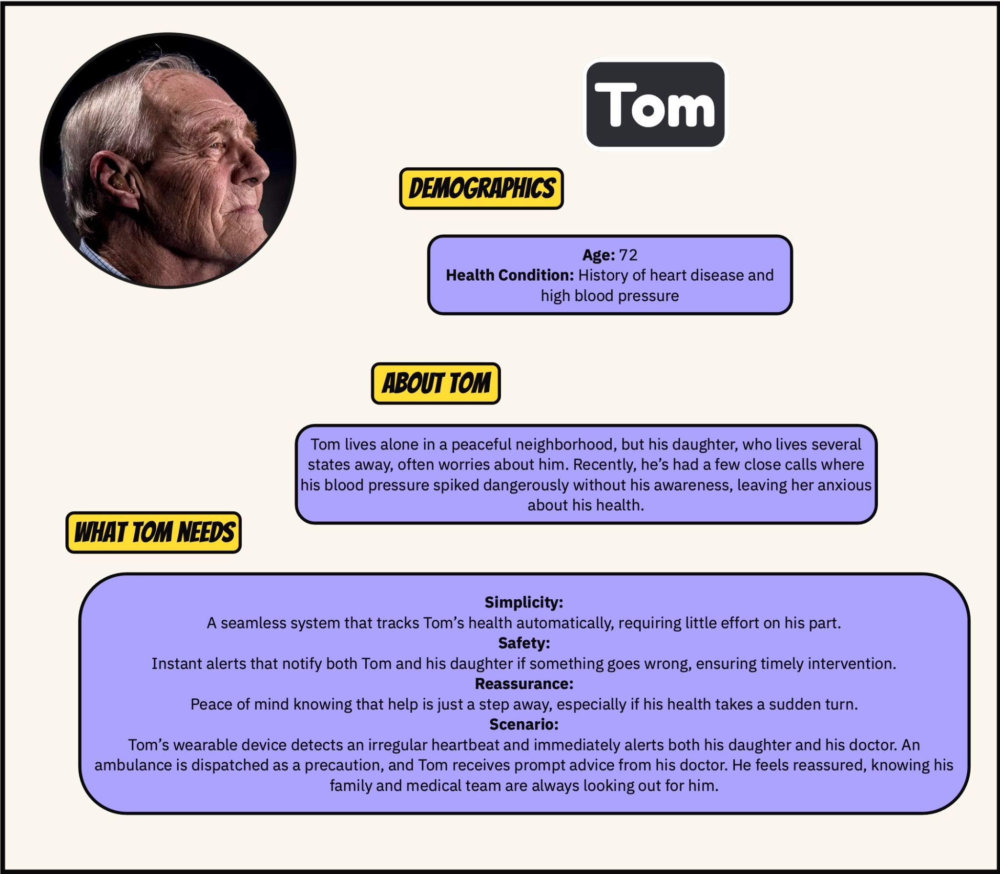 Tom
DEMOGRAPHICS
Age: 72
Health Condition: History of heart disease and
high blood pressure
ABOUT TOM
Tom lives alone in a peaceful neighborhood, but his daughter, who lives several
states away, often worries about him. Recently, he’s had a few close calls where
his blood pressure spiked dangerously without his awareness, leaving her anxious
about his health.
WHAT TOM NEEDS
Simplicity:
A seamless system that tracks Tom’s health automatically, requiring little effort on his part.
Safety:
Instant alerts that notify both Tom and his daughter if something goes wrong, ensuring timely intervention.
Reassurance:
Peace of mind knowing that help is just a step away, especially if his health takes a sudden turn.
Scenario:
Tom’s wearable device detects an irregular heartbeat and immediately alerts both his daughter and his doctor. An
ambulance is dispatched as a precaution, and Tom receives prompt advice from his doctor. He feels reassured, knowing his
family and medical team are always looking out for him.